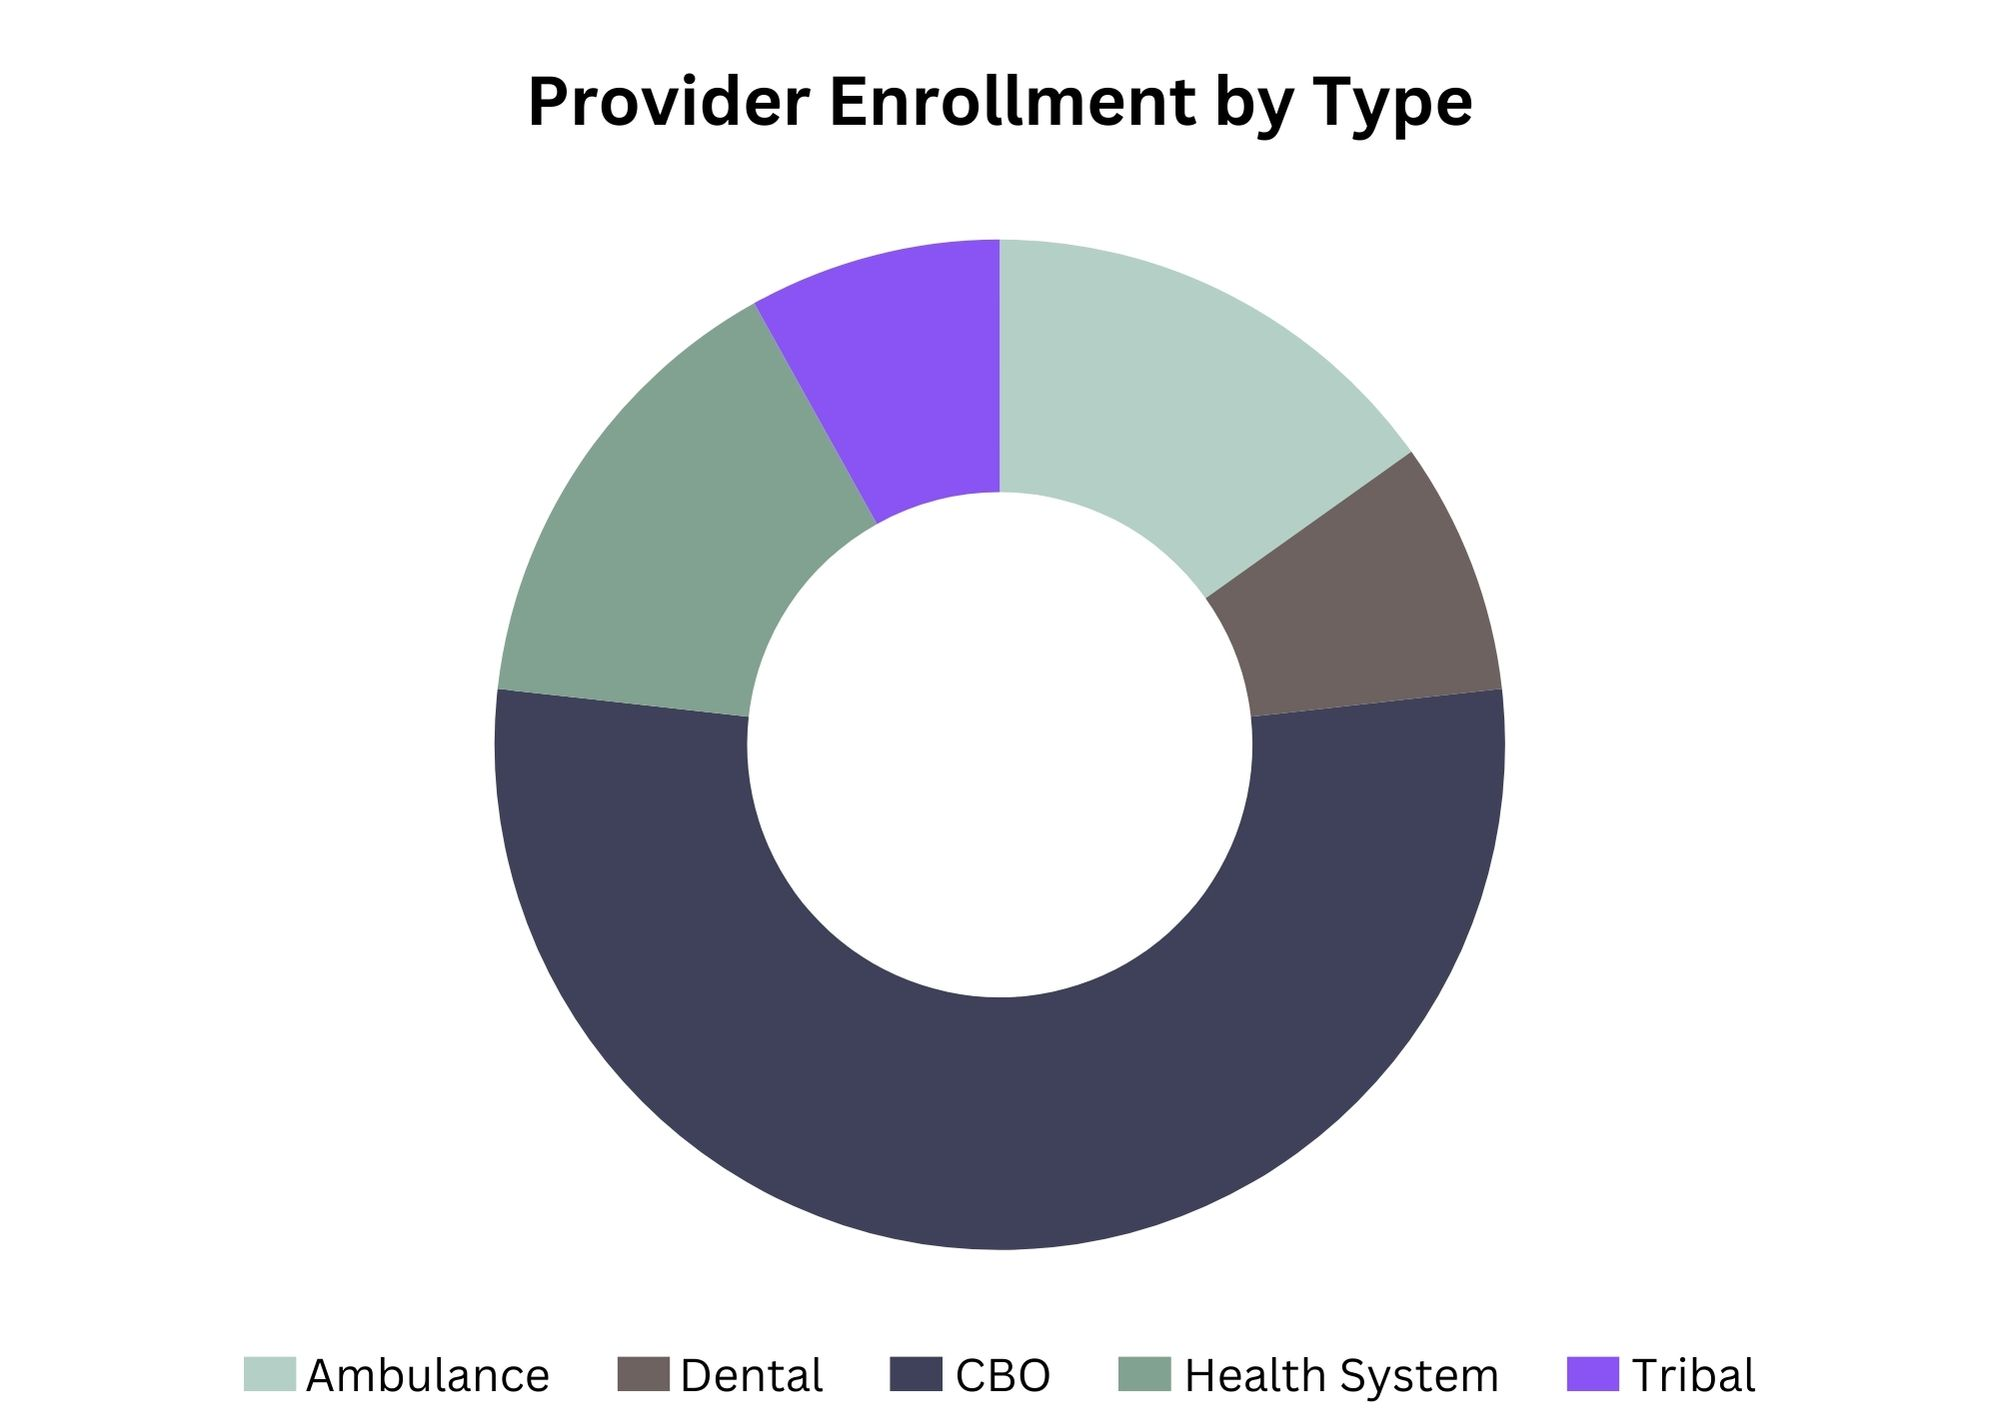 Provider Enrollment by Type
Ambulance Dental CBO Health System Tribal